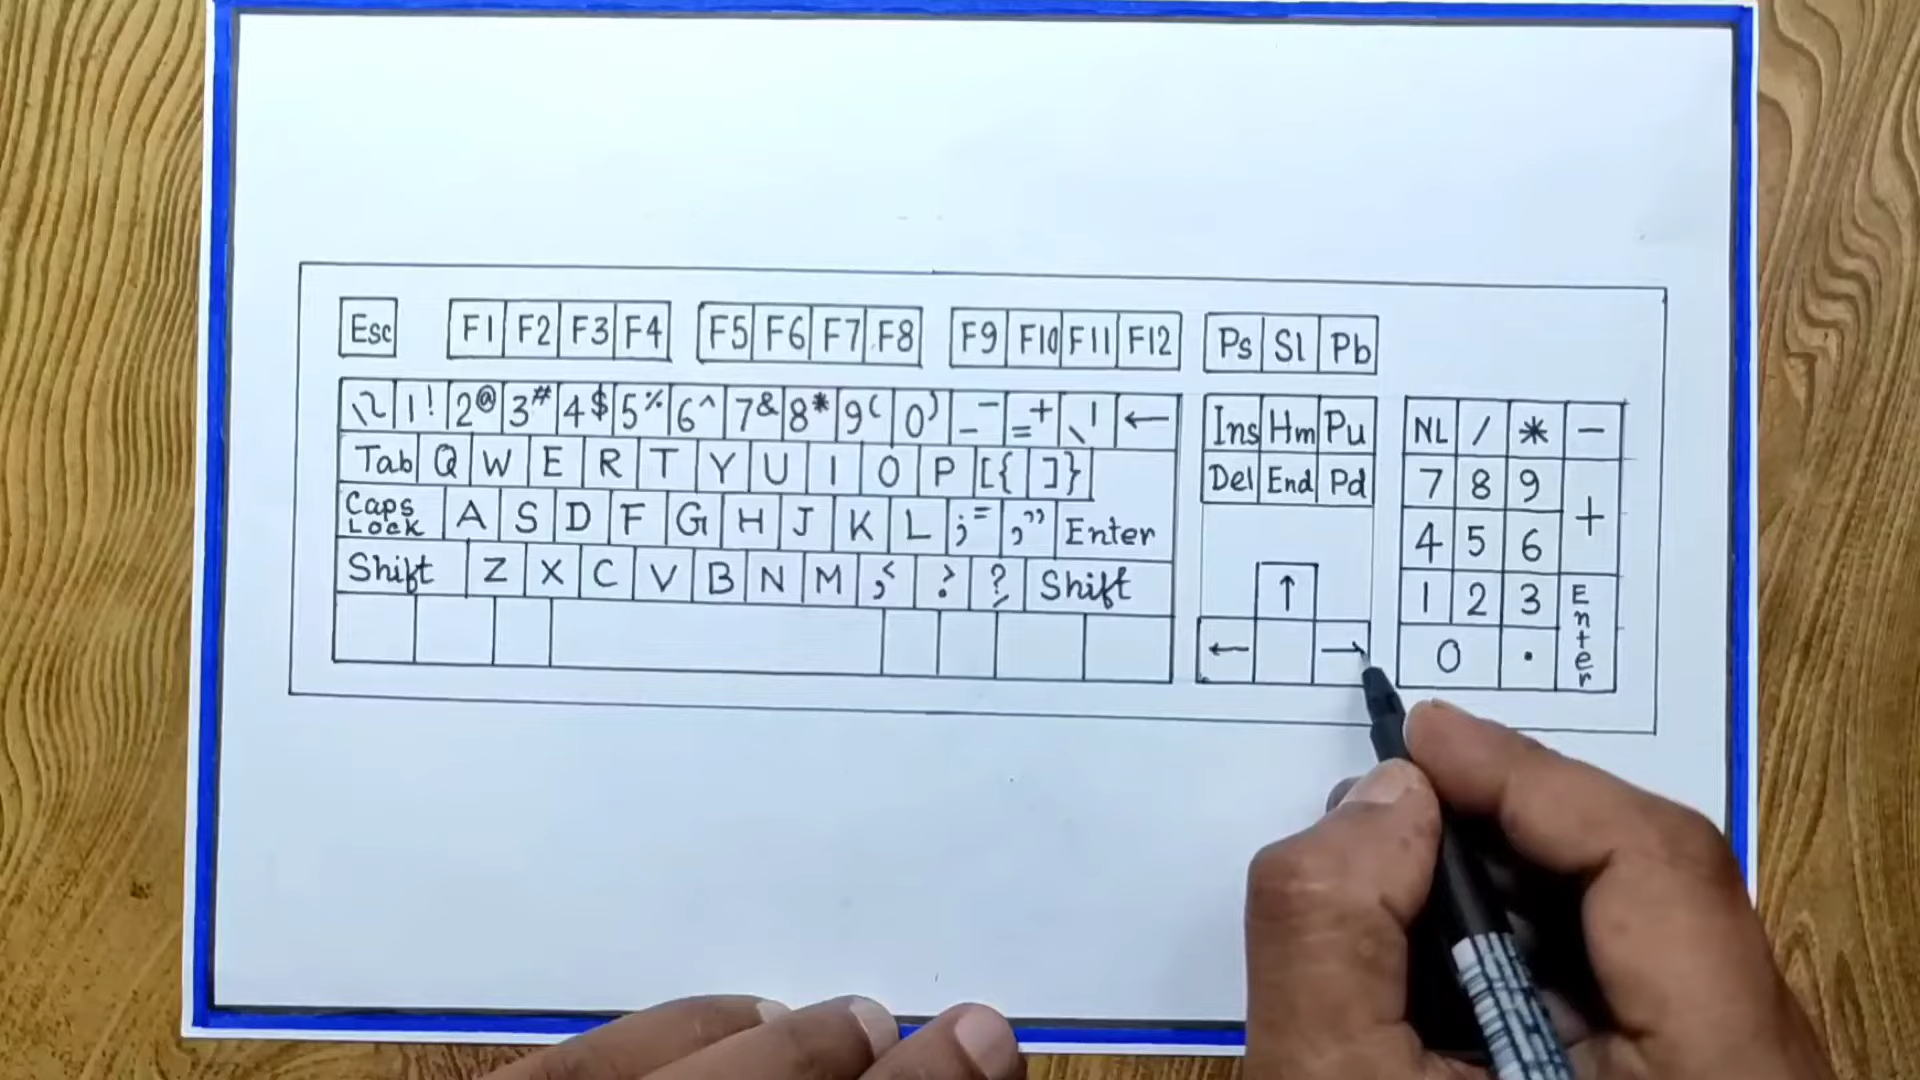 Esc F1 F2 F3 F4 F5 F6 F7 F8 F9 F10 F11 F12 Ps Sl Pb
1! 2@ 3# 4$ 5% 6^ 7& 8* 9( 0) _- =+ \! ← Ins Hm Pu NL / * -
Tab Q W E R T Y U I O P [{ ]} Del End Pd 7 8 9 +
Caps Lock A S D F G H J K L ;= ,” Enter 4 5 6
Shift Z X C V B N M ,< .> ? Shift ↑ 1 2 3 Enter
← → 0 .